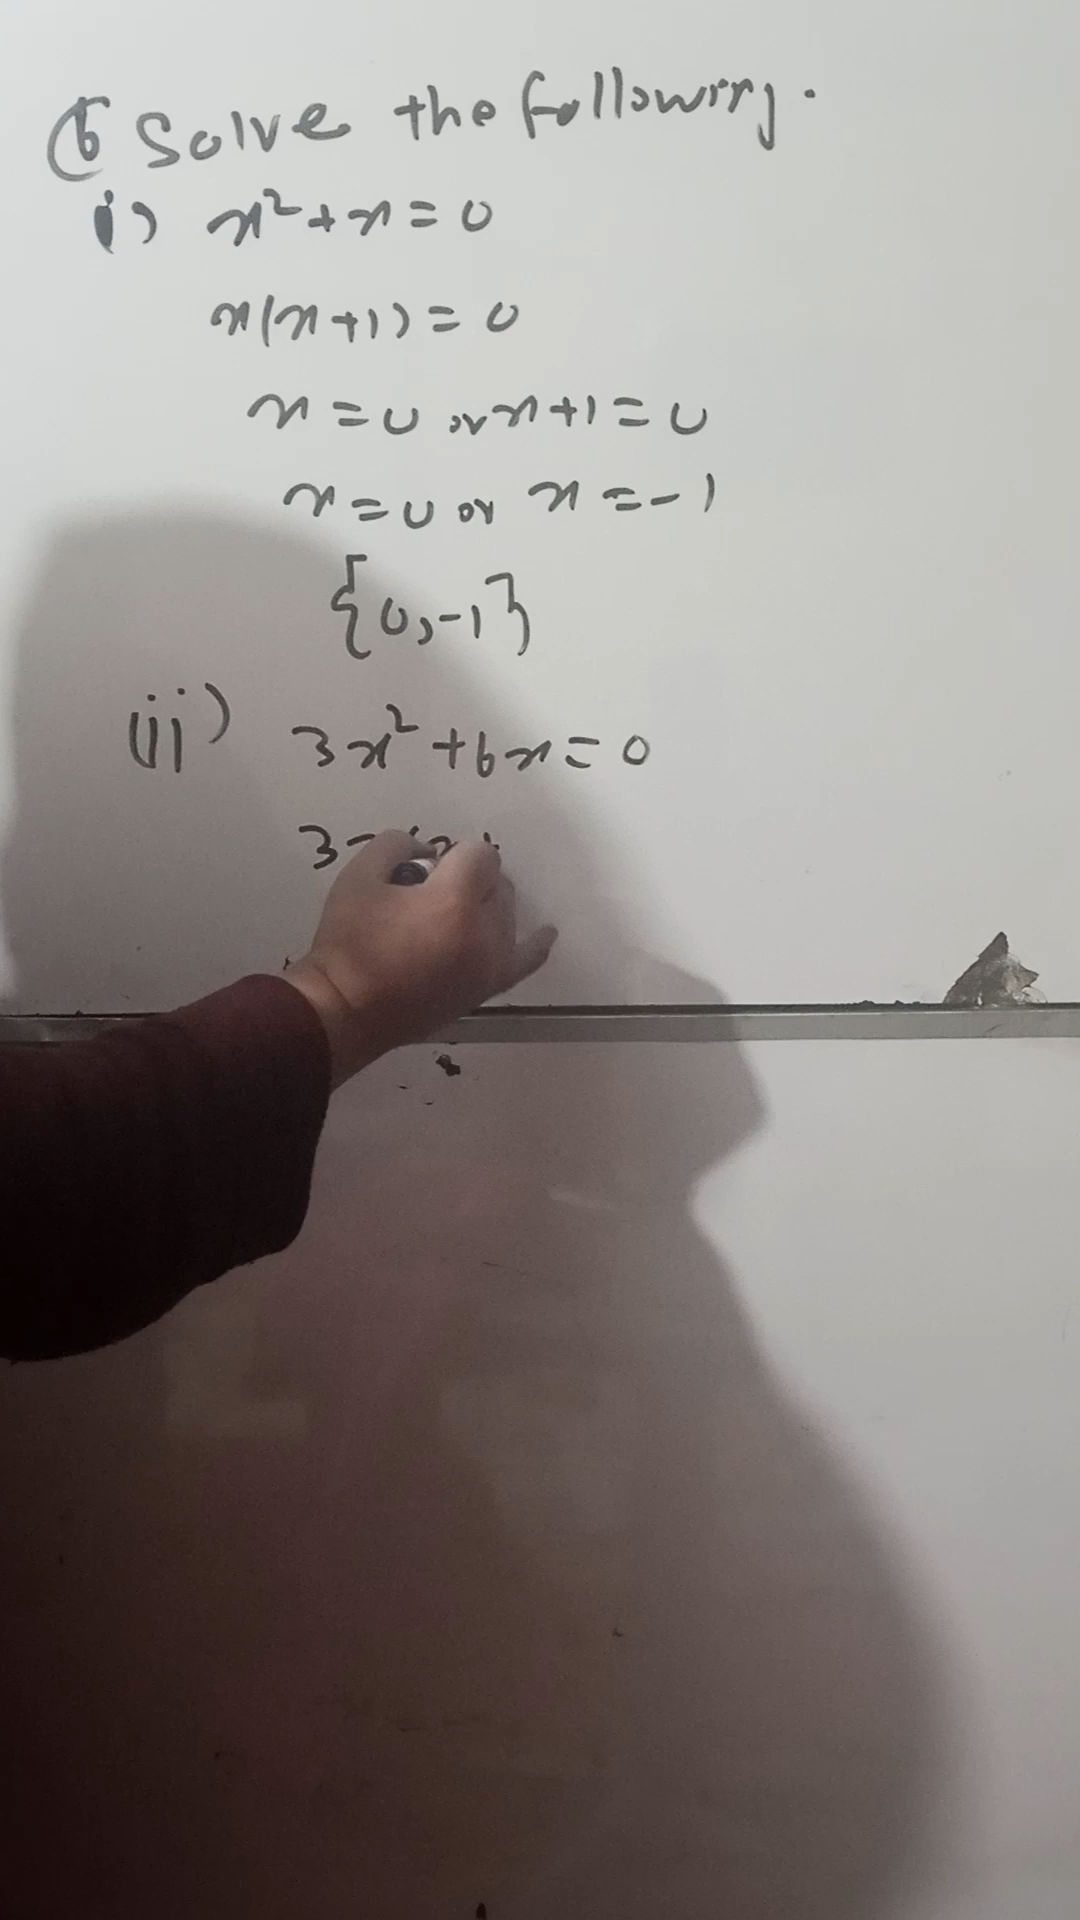 6 Solve the following.
i) x²+x=0
x(x+1)=0
x=0 or x+1=0
x=0 or x=-1
{0,-1}
(ii) 3x²+6x=0
3